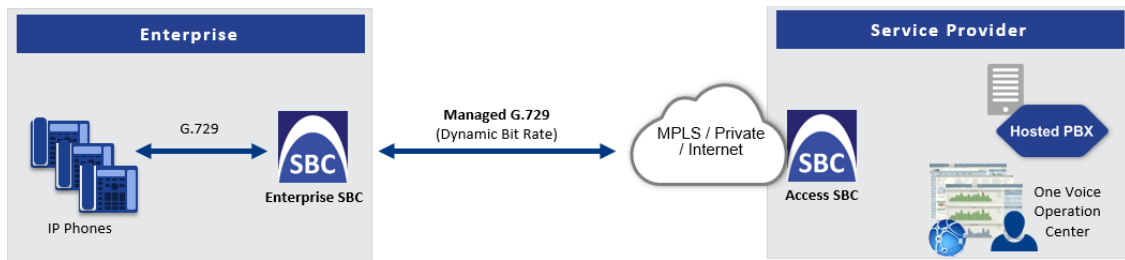 Enterprise
G.729
SBC
Enterprise SBC
IP Phones
Managed G.729
(Dynamic Bit Rate)
MPLS / Private
/ Internet
Service Provider
SBC
Access SBC
Hosted PBX
One Voice
Operation
Center